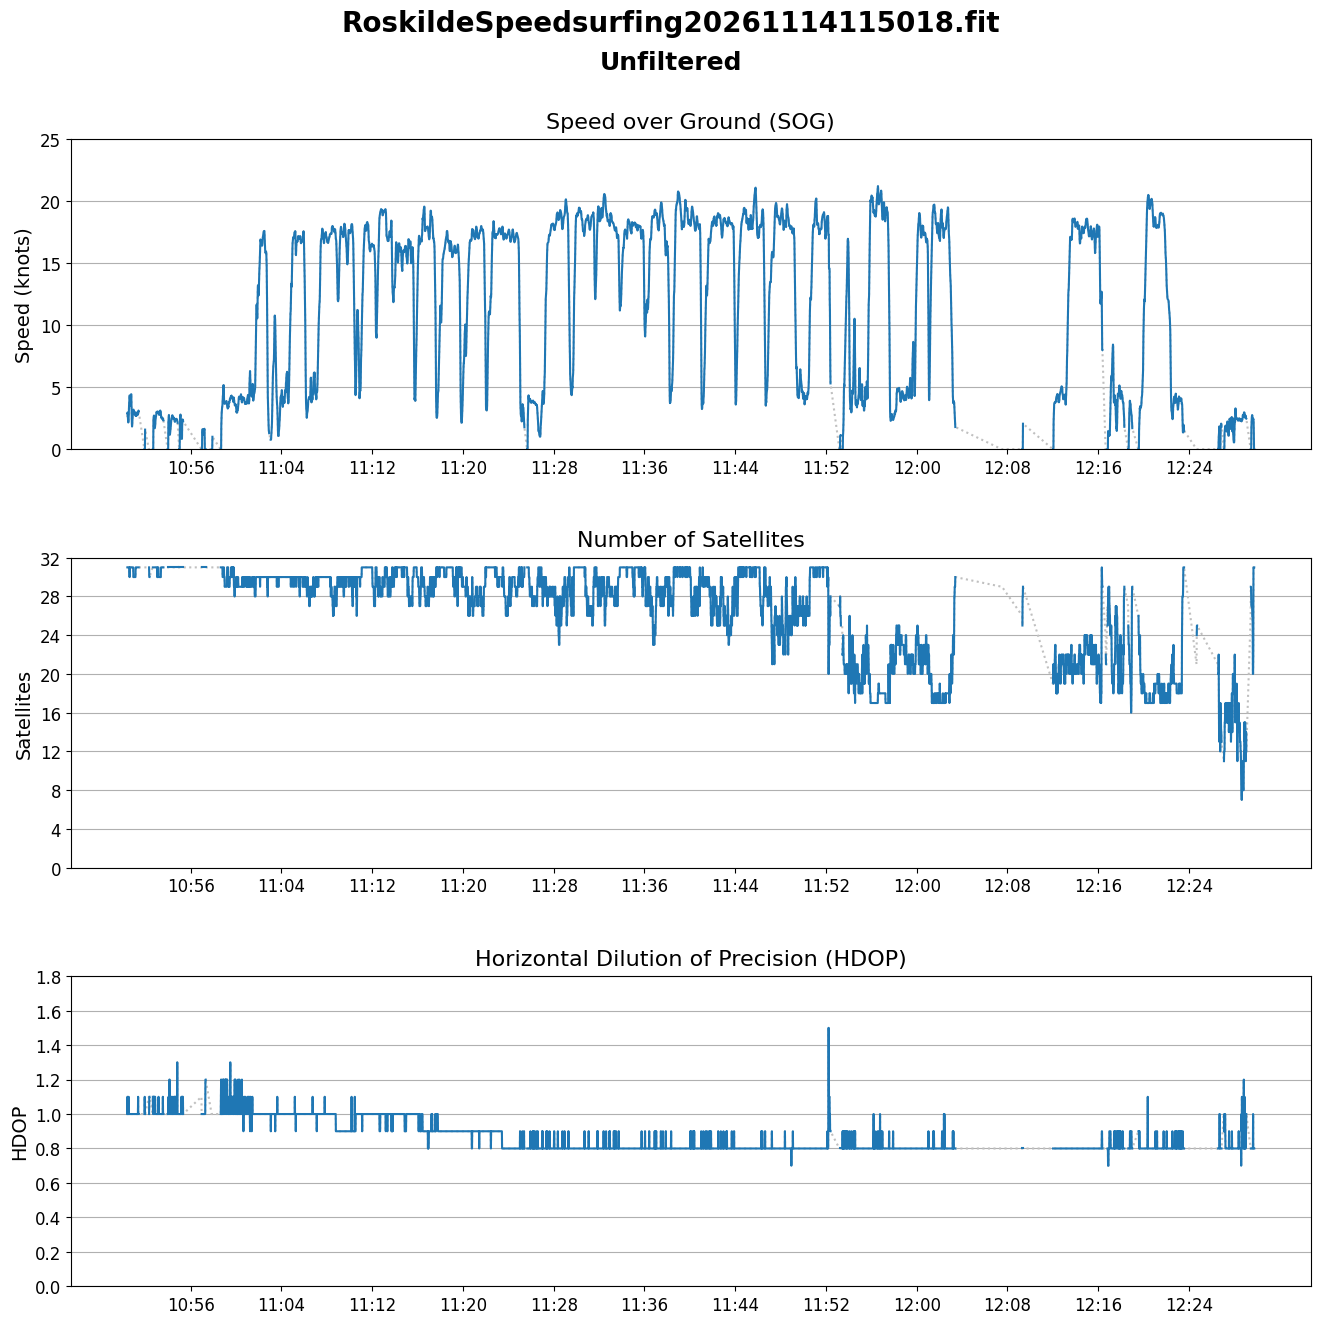 RoskildeSpeedsurfing20261114115018.fit
Unfiltered
Speed over Ground (SOG)
25
20
15
10
5
0
Speed (knots)
10:56 11:04 11:12 11:20 11:28 11:36 11:44 11:52 12:00 12:08 12:16 12:24
Number of Satellites
32
28
24
20
16
12
8
4
0
Satellites
10:56 11:04 11:12 11:20 11:28 11:36 11:44 11:52 12:00 12:08 12:16 12:24
Horizontal Dilution of Precision (HDOP)
1.8
1.6
1.4
1.2
1.0
0.8
0.6
0.4
0.2
0.0
HDOP
10:56 11:04 11:12 11:20 11:28 11:36 11:44 11:52 12:00 12:08 12:16 12:24